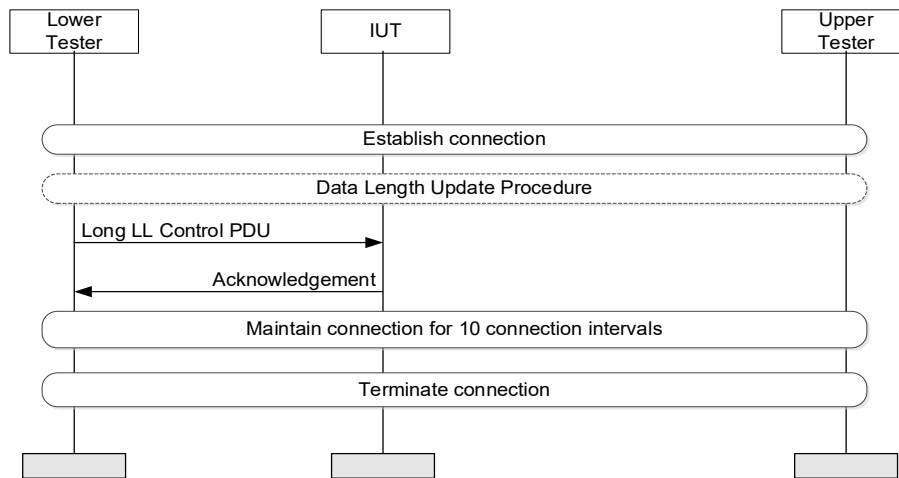 Lower
Tester
IUT
Upper
Tester
Establish connection
Data Length Update Procedure
Long LL Control PDU
Acknowledgement
Maintain connection for 10 connection intervals
Terminate connection